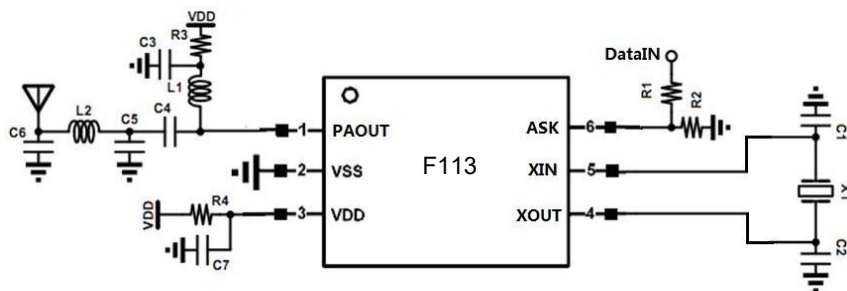 VDD
R3
C3
L1
DataIN
R1
R2
L2
C4
C6
C5
1
PAOUT
ASK
6
C1
2
VSS
F113
XIN
5
X1
VDD
R4
3
VDD
XOUT
4
C7
C2